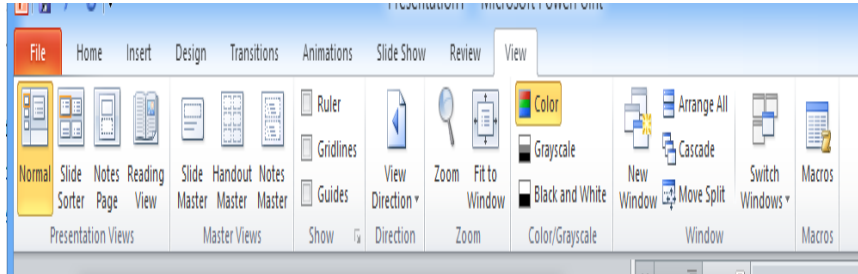 Presentation1 - Microsoft PowerPoint
File Home Insert Design Transitions Animations Slide Show Review View
Normal Slide Sorter Notes Page Reading View
Slide Master Handout Master Notes Master
Ruler
Gridlines
Guides
View Direction
Zoom Fit to Window
Color
Grayscale
Black and White
New Window
Arrange All
Cascade
Move Split
Switch Windows
Macros
Presentation Views Master Views Show Direction Zoom Color/Grayscale Window Macros